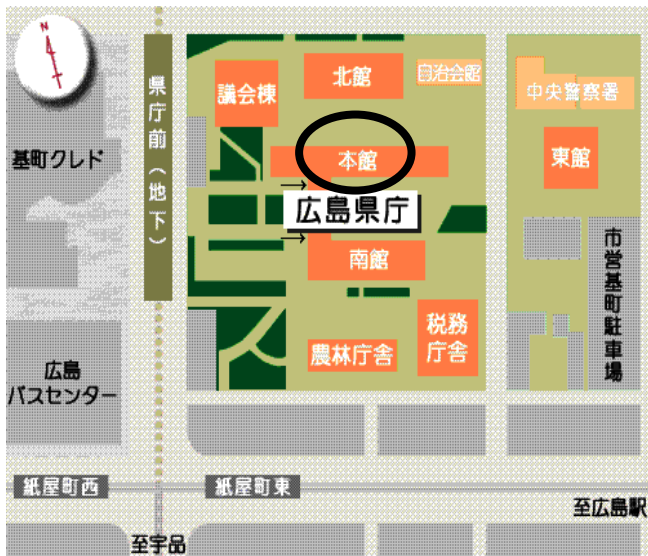 N
県庁前(地下)
議会棟
北館
自治会館
中央警察署
基町クレド
本館
東館
→
広島県庁
→
南館
市営基町駐車場
税務
庁舎
農林庁舎
広島
バスセンター
紙屋町西
紙屋町東
至広島駅
至宇品